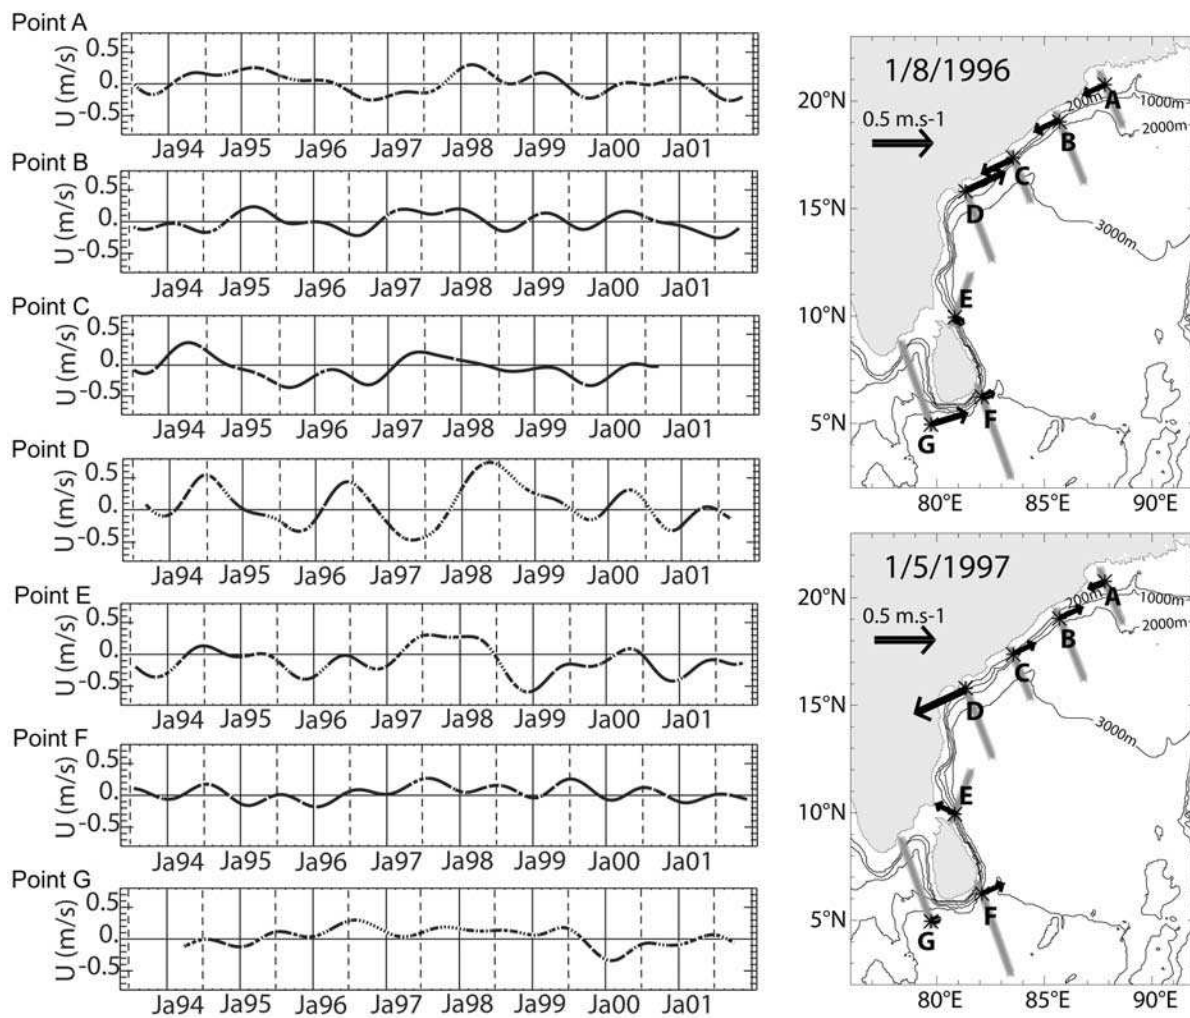 Point A
U (m/s)
0.5
0.
-0.5
Ja94 Ja95 Ja96 Ja97 Ja98 Ja99 Ja00 Ja01
Point B
U (m/s)
0.5
0.
-0.5
Ja94 Ja95 Ja96 Ja97 Ja98 Ja99 Ja00 Ja01
Point C
U (m/s)
0.5
0.
-0.5
Ja94 Ja95 Ja96 Ja97 Ja98 Ja99 Ja00 Ja01
Point D
U (m/s)
0.5
0.
-0.5
Ja94 Ja95 Ja96 Ja97 Ja98 Ja99 Ja00 Ja01
Point E
U (m/s)
0.5
0.
-0.5
Ja94 Ja95 Ja96 Ja97 Ja98 Ja99 Ja00 Ja01
Point F
U (m/s)
0.5
0.
-0.5
Ja94 Ja95 Ja96 Ja97 Ja98 Ja99 Ja00 Ja01
Point G
U (m/s)
0.5
0.
-0.5
Ja94 Ja95 Ja96 Ja97 Ja98 Ja99 Ja00 Ja01
1/8/1996
20°N
0.5 m.s-1
200m
A
1000m
2000m
B
C
15°N
D
3000m
E
10°N
F
5°N
G
80°E 85°E 90°E
1/5/1997
20°N
0.5 m.s-1
200m
A
1000m
2000m
B
C
15°N
D
3000m
E
10°N
F
5°N
G
80°E 85°E 90°E